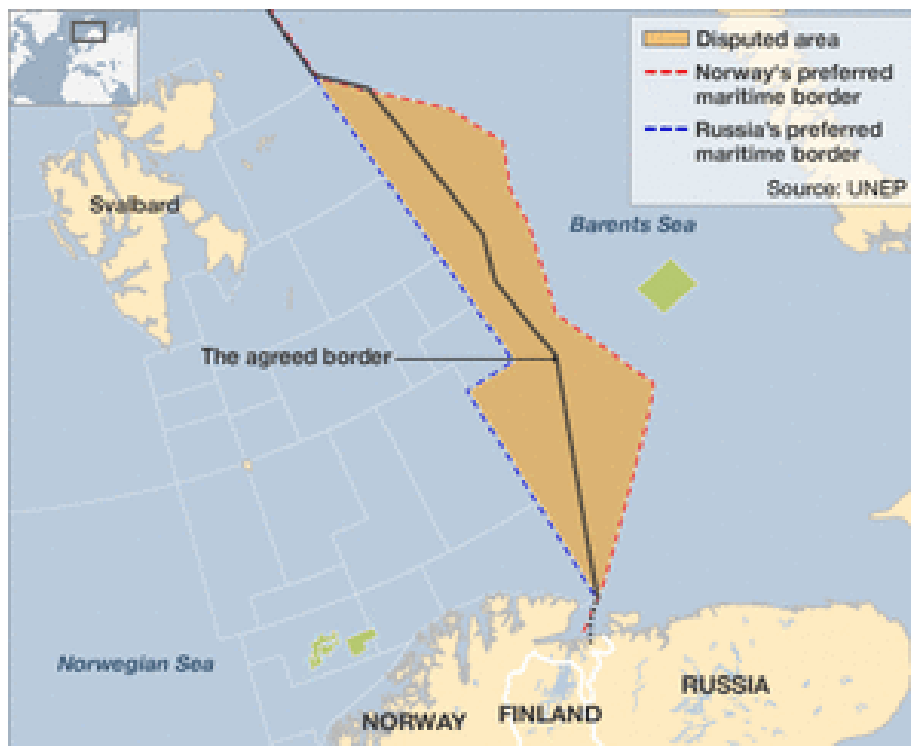 Disputed area
Norway's preferred
maritime border
Russia's preferred
maritime border
Source: UNEP
Svalbard
Barents Sea
The agreed border
Norwegian Sea
NORWAY
FINLAND
RUSSIA